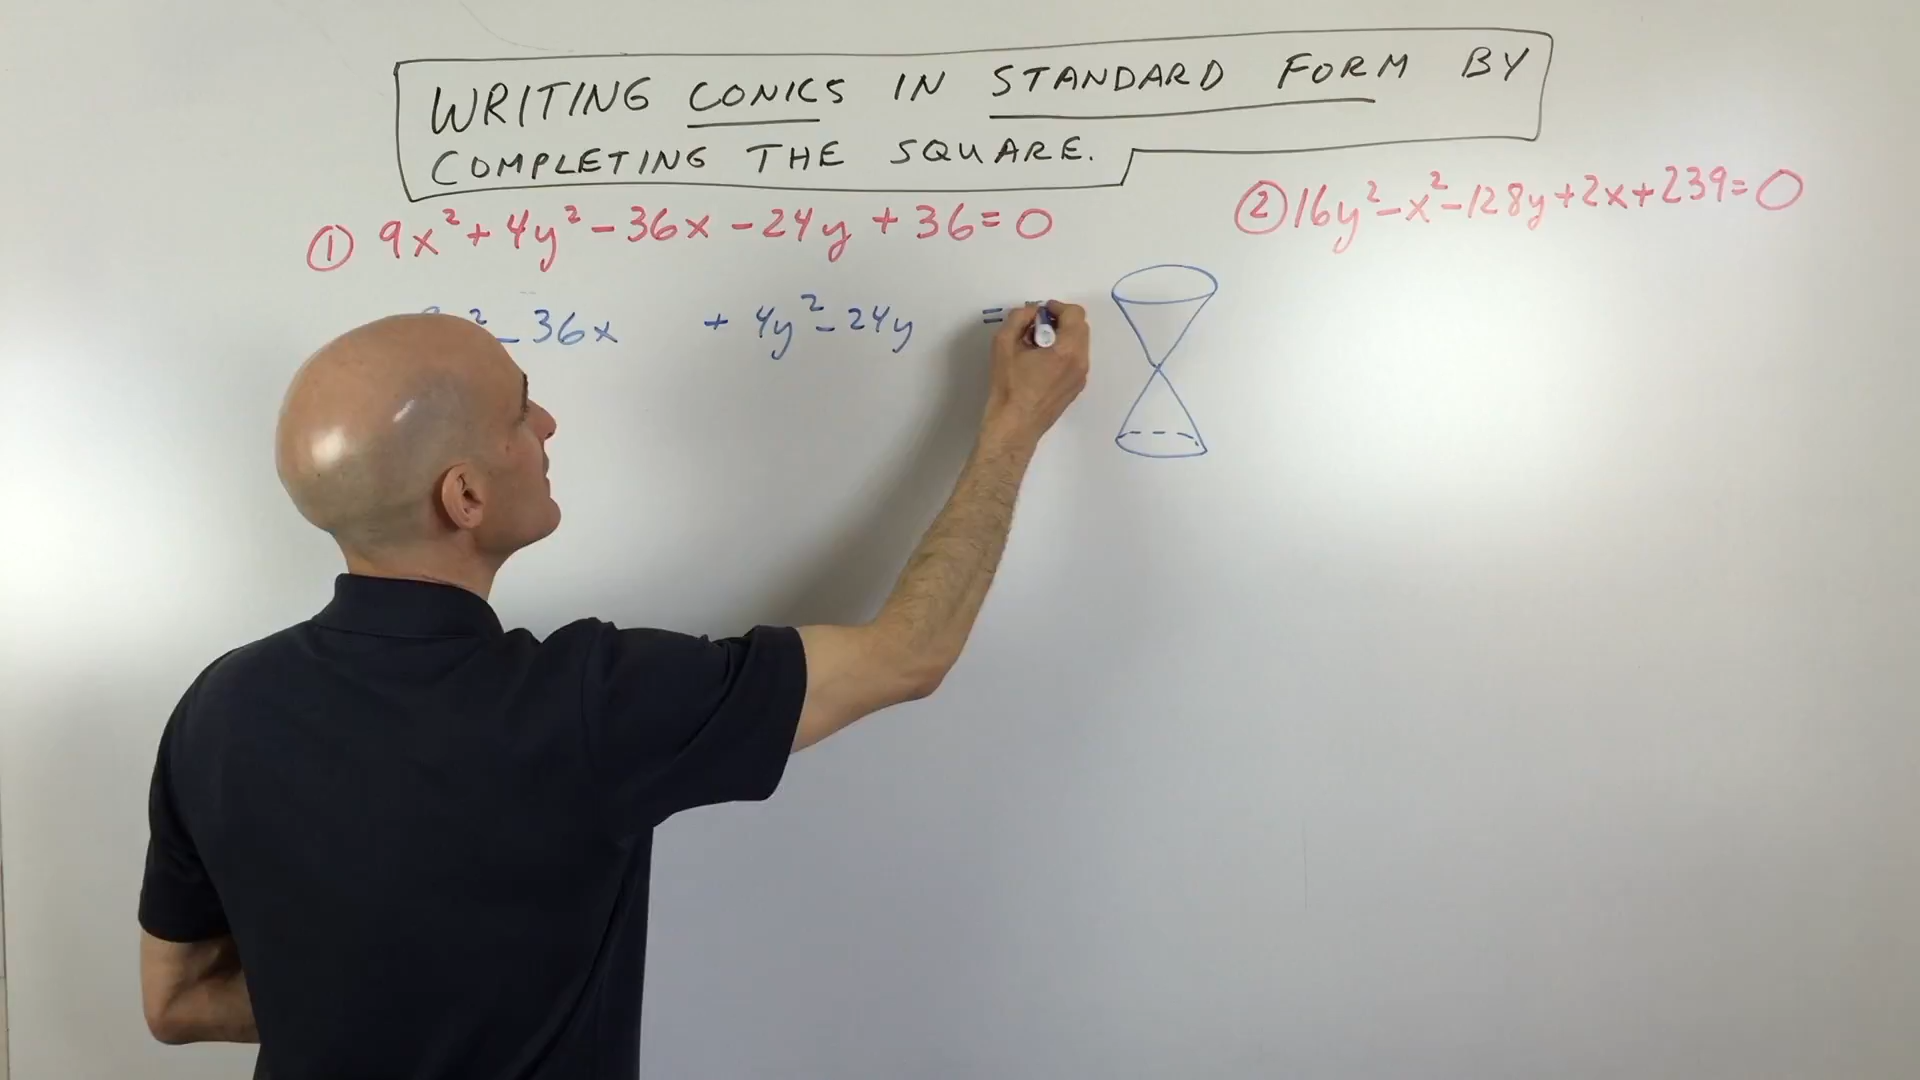 WRITING CONICS IN STANDARD FORM BY
COMPLETING THE SQUARE.
① 9x² + 4y² - 36x - 24y + 36 = 0
② 16y² - x² - 128y + 2x + 239 = 0
² - 36x + 4y² - 24y =